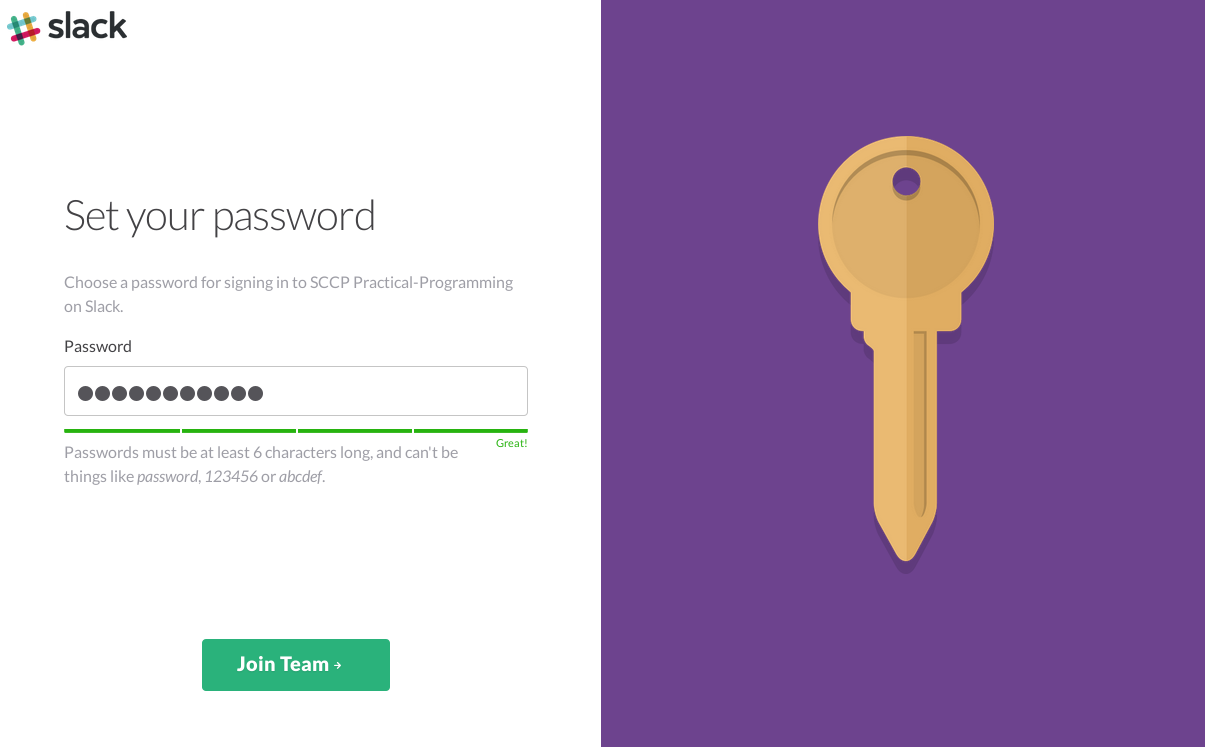 slack
Set your password
Choose a password for signing in to SCCP Practical-Programming
on Slack.
Password
●●●●●●●●●●●
Great!
Passwords must be at least 6 characters long, and can't be
things like password, 123456 or abcdef.
Join Team →